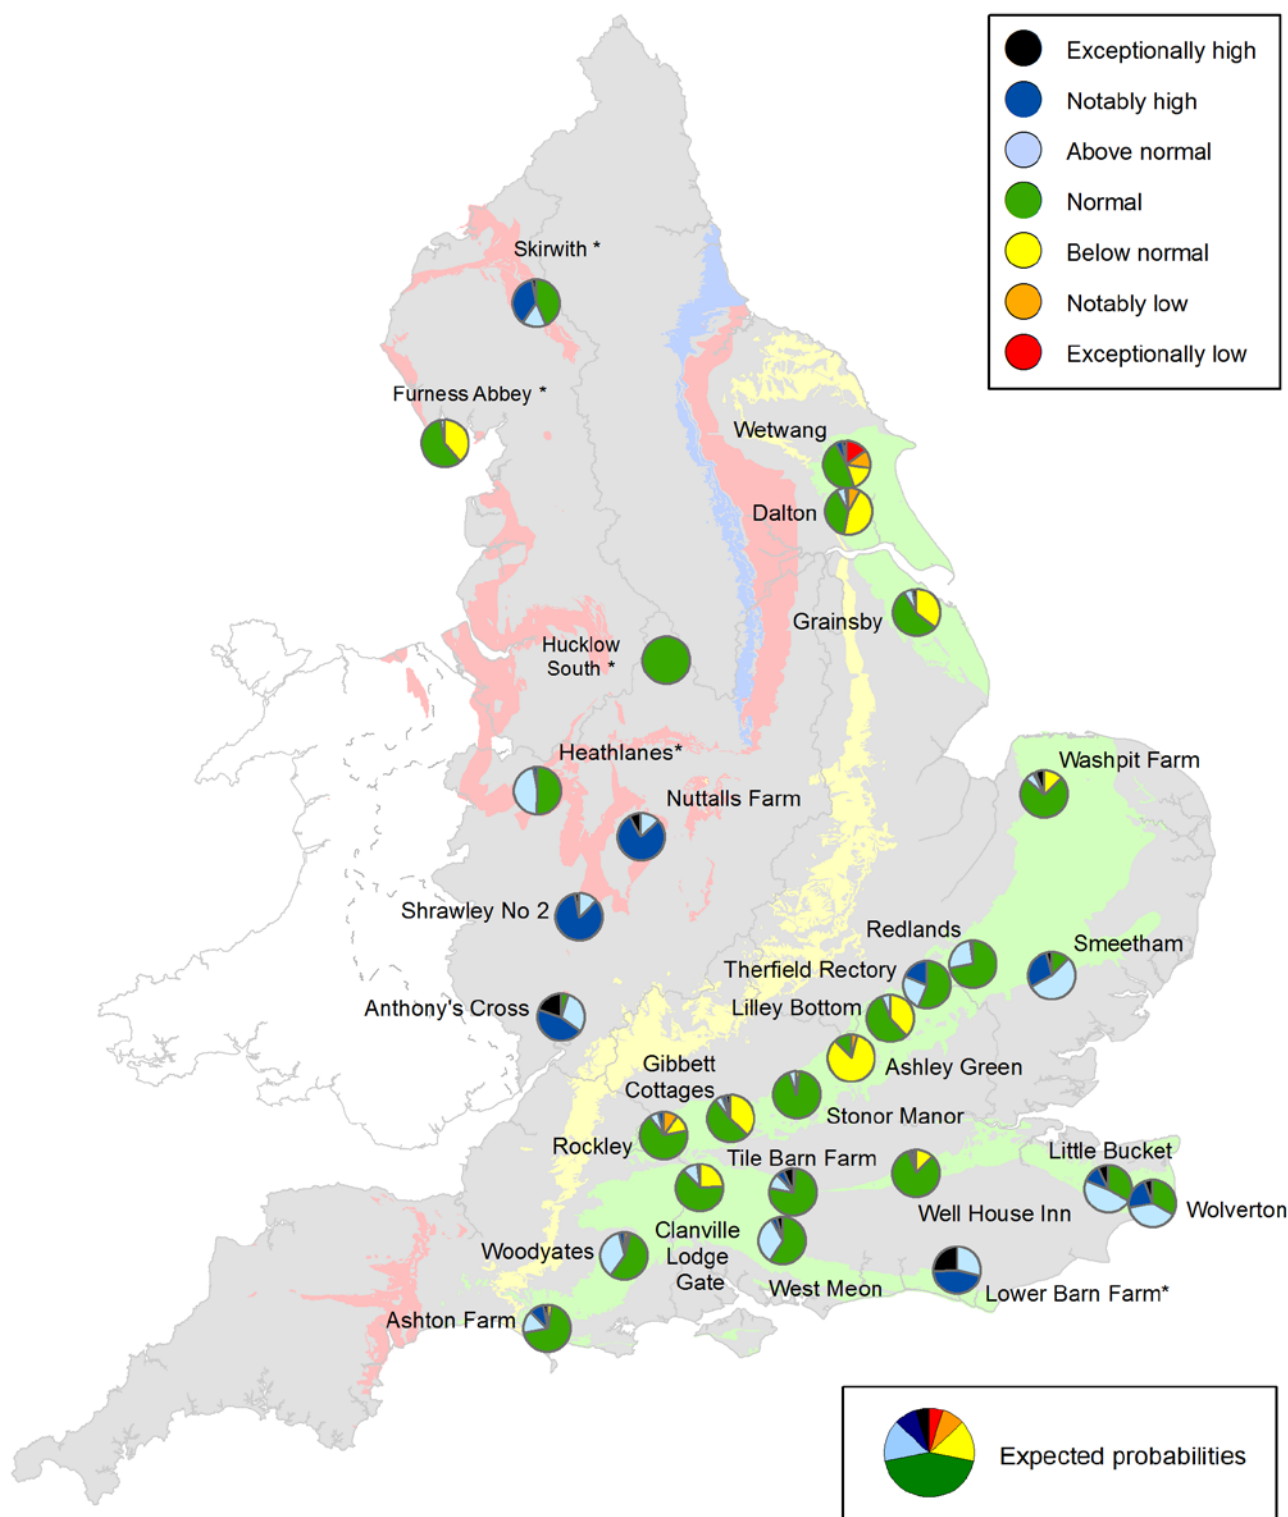 Exceptionally high
Notably high
Above normal
Normal
Below normal
Notably low
Exceptionally low
Skirwith *
Furness Abbey *
Wetwang
Dalton
Grainsby
Hucklow
South *
Heathlanes*
Nuttalls Farm
Washpit Farm
Shrawley No 2
Redlands
Smeetham
Therfield Rectory
Anthony's Cross
Lilley Bottom
Gibbett
Cottages
Ashley Green
Stonor Manor
Rockley
Tile Barn Farm
Little Bucket
Well House Inn
Wolverton
Clanville
Lodge
Gate
Woodyates
West Meon
Lower Barn Farm*
Ashton Farm
Expected probabilities